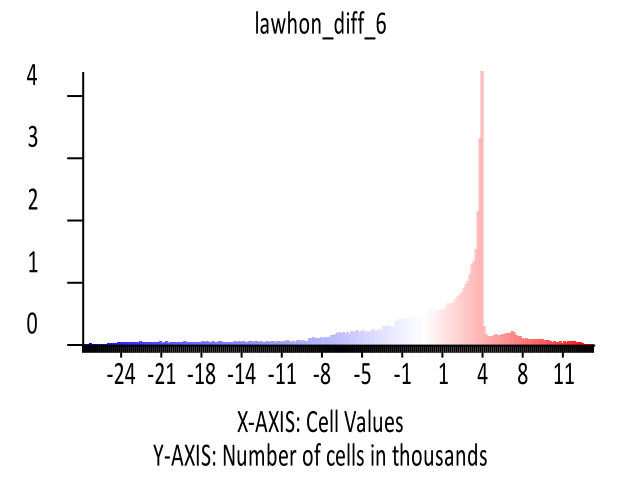 lawhon_diff_6
4
3
2
1
0
-24 -21 -18 -14 -11 -8 -5 -1 1 4 8 11
X-AXIS: Cell Values
Y-AXIS: Number of cells in thousands